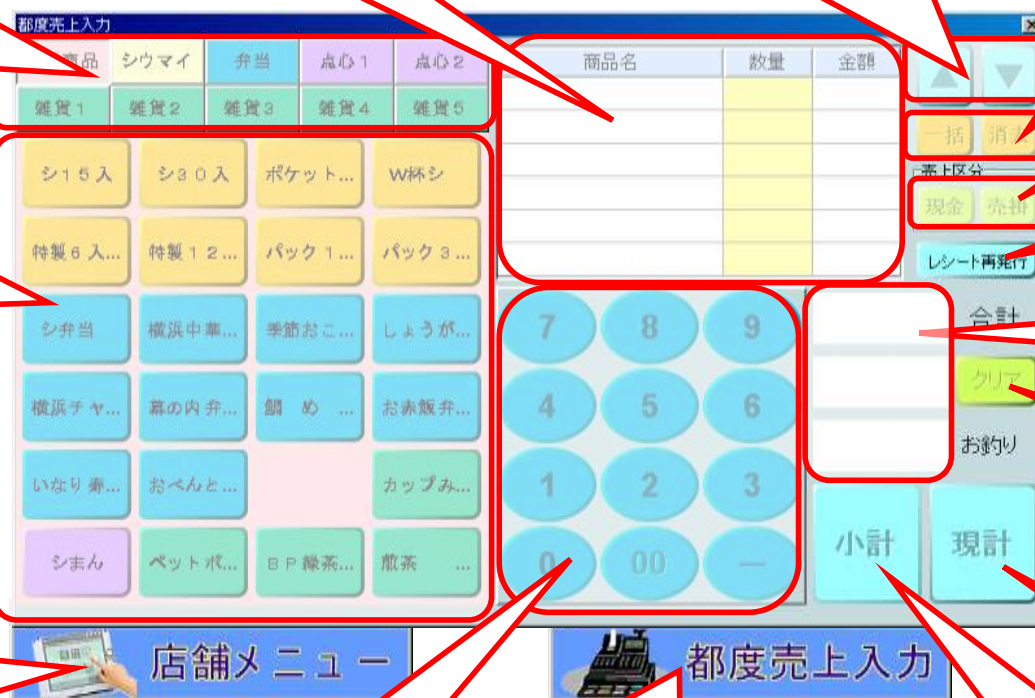 都度売上入力
商品 シウマイ 弁当 点心1 点心2
雑貨1 雑貨2 雑貨3 雑貨4 雑貨5
商品名 数量 金額
▲ ▼
一括 消去
売上区分
現金 売掛
レシート再発行
シ15入 シ30入 ポケット... W杯シ
特製6入... 特製12... パック1... パック3...
シ弁当 横浜中華... 季節おこ... しょうが...
横浜チャ... 幕の内弁... 鯛 め ... お赤飯弁...
いなり寿... おべんと... カップみ...
シまん ペットボ... BP緑茶... 煎茶 ...
7 8 9
4 5 6
1 2 3
0 00 —
合計
クリア
お釣り
小計 現計
店舗メニュー
都度売上入力